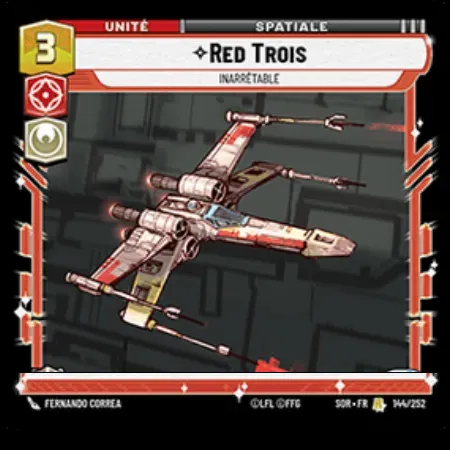 UNITÉ
SPATIALE
3
RED TROIS
INARRÊTABLE
FERNANDO CORREA
©LFL ©FFG
SOR • FR
144/252